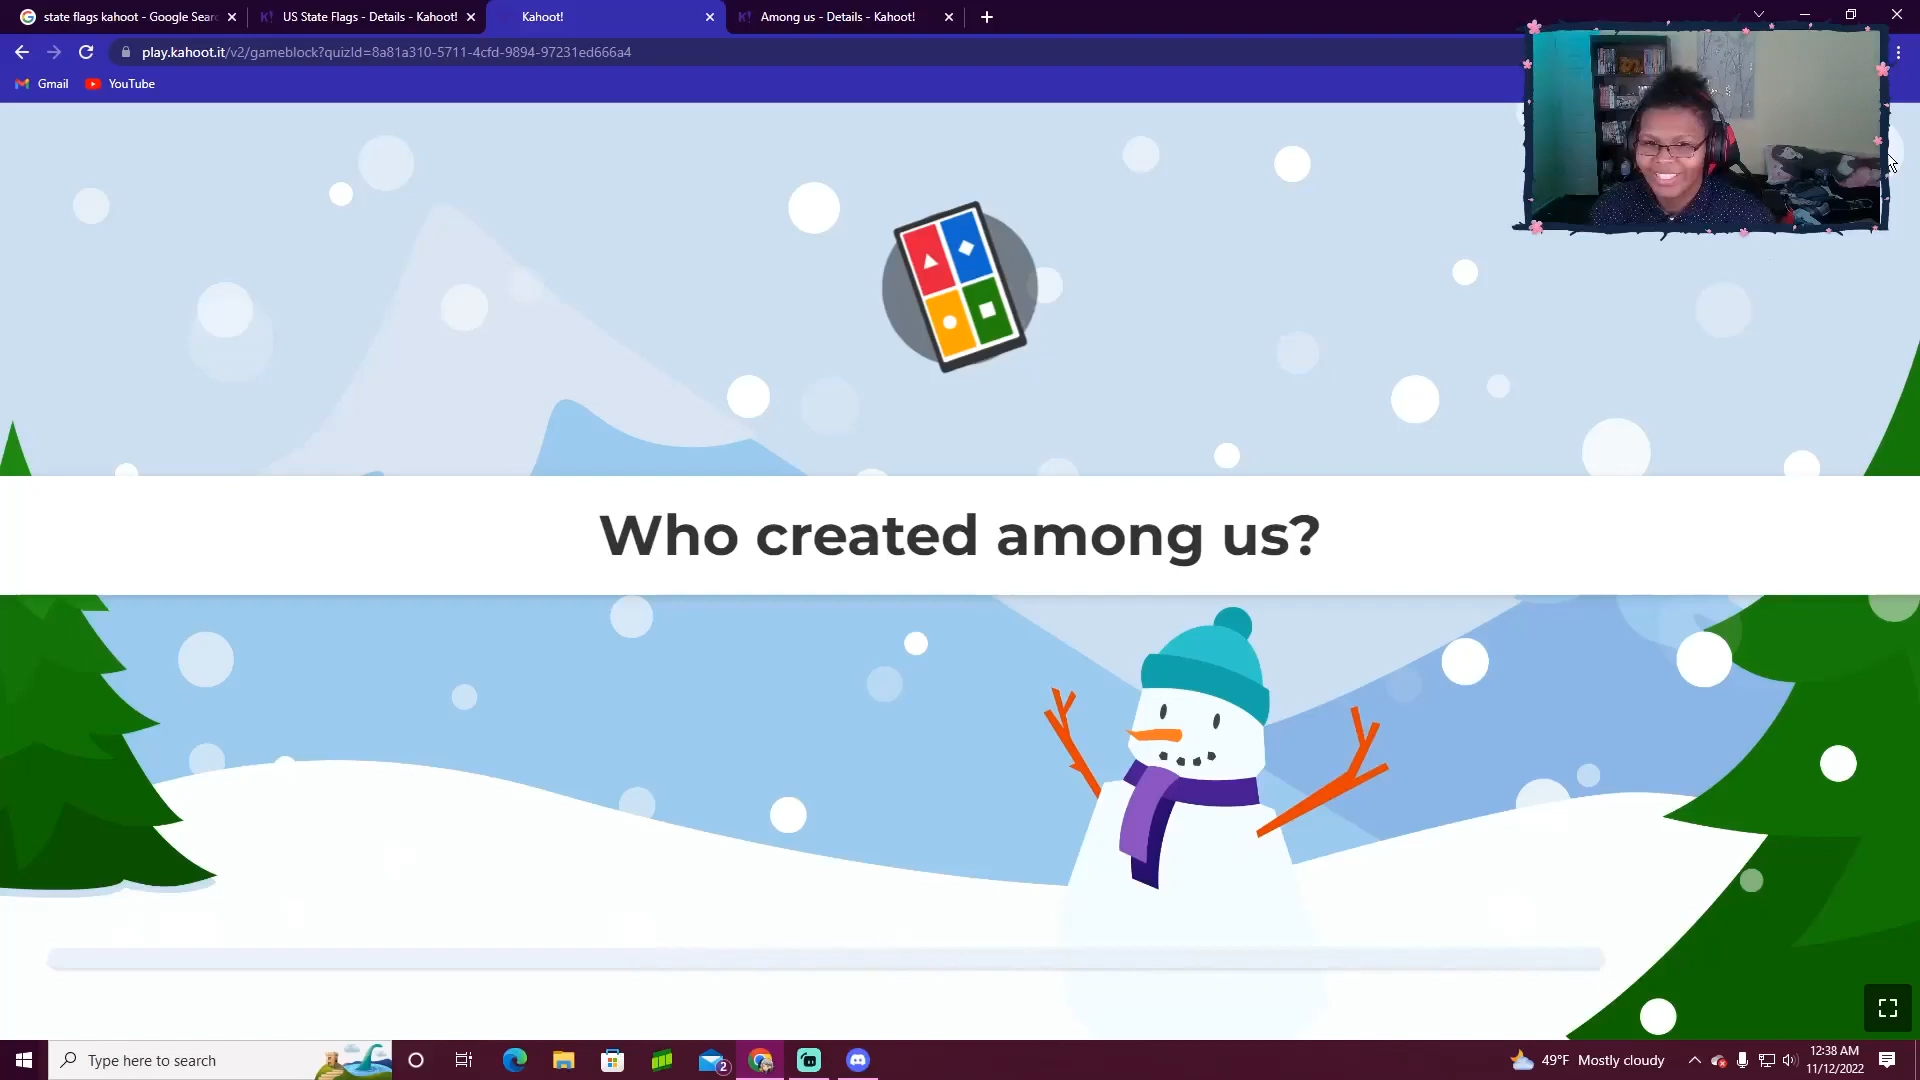 state flags kahoot - Google Sear
US State Flags - Details - Kahoot!
Kahoot!
Among us - Details - Kahoot!
play.kahoot.it/v2/gameblock?quizId=8a81a310-5711-4cfd-9894-97231ed666a4
Gmail
YouTube
Who created among us?
Type here to search
2
49°F Mostly cloudy
12:38 AM
11/12/2022